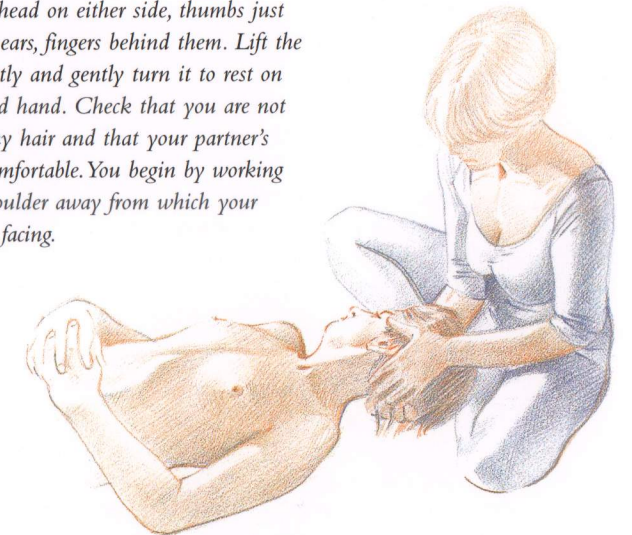 head on either side, thumbs just
ears, fingers behind them. Lift the
tly and gently turn it to rest on
d hand. Check that you are not
y hair and that your partner's
mfortable. You begin by working
oulder away from which your
facing.